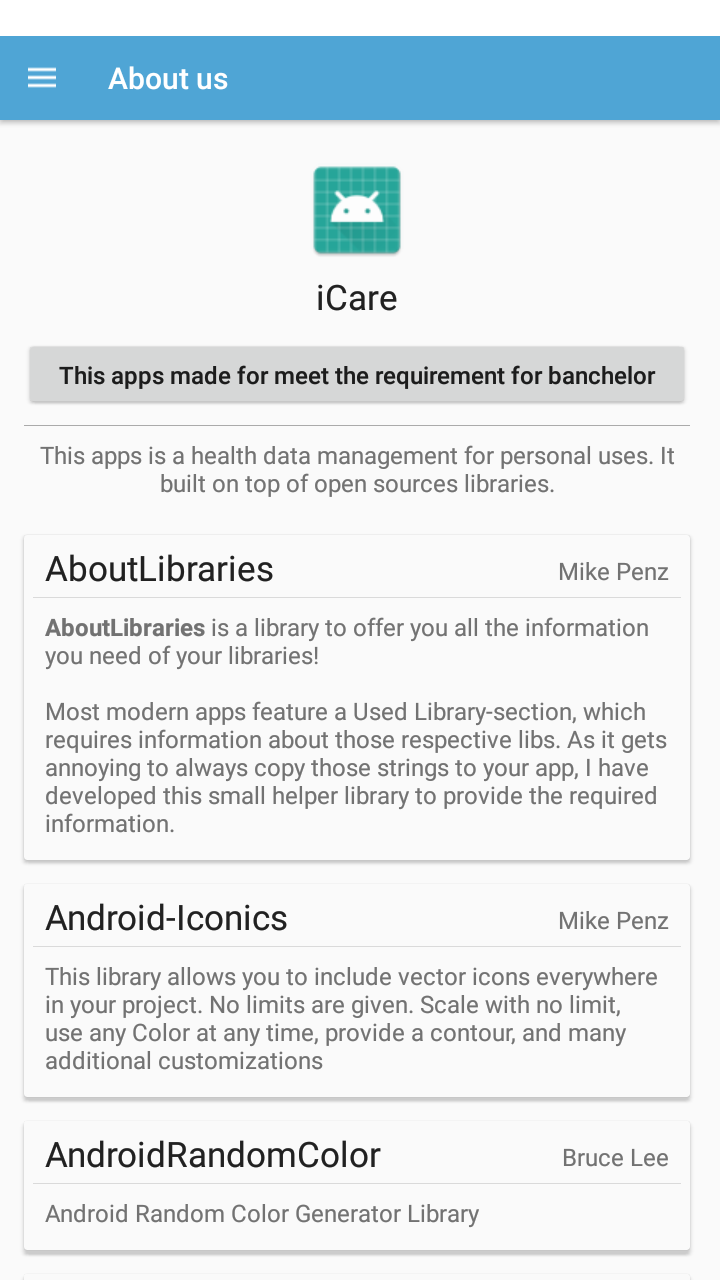 About us
iCare
This apps made for meet the requirement for banchelor
This apps is a health data management for personal uses. It
built on top of open sources libraries.
AboutLibraries
Mike Penz
AboutLibraries is a library to offer you all the information
you need of your libraries!
Most modern apps feature a Used Library-section, which
requires information about those respective libs. As it gets
annoying to always copy those strings to your app, I have
developed this small helper library to provide the required
information.
Android-Iconics
Mike Penz
This library allows you to include vector icons everywhere
in your project. No limits are given. Scale with no limit,
use any Color at any time, provide a contour, and many
additional customizations
AndroidRandomColor
Bruce Lee
Android Random Color Generator Library